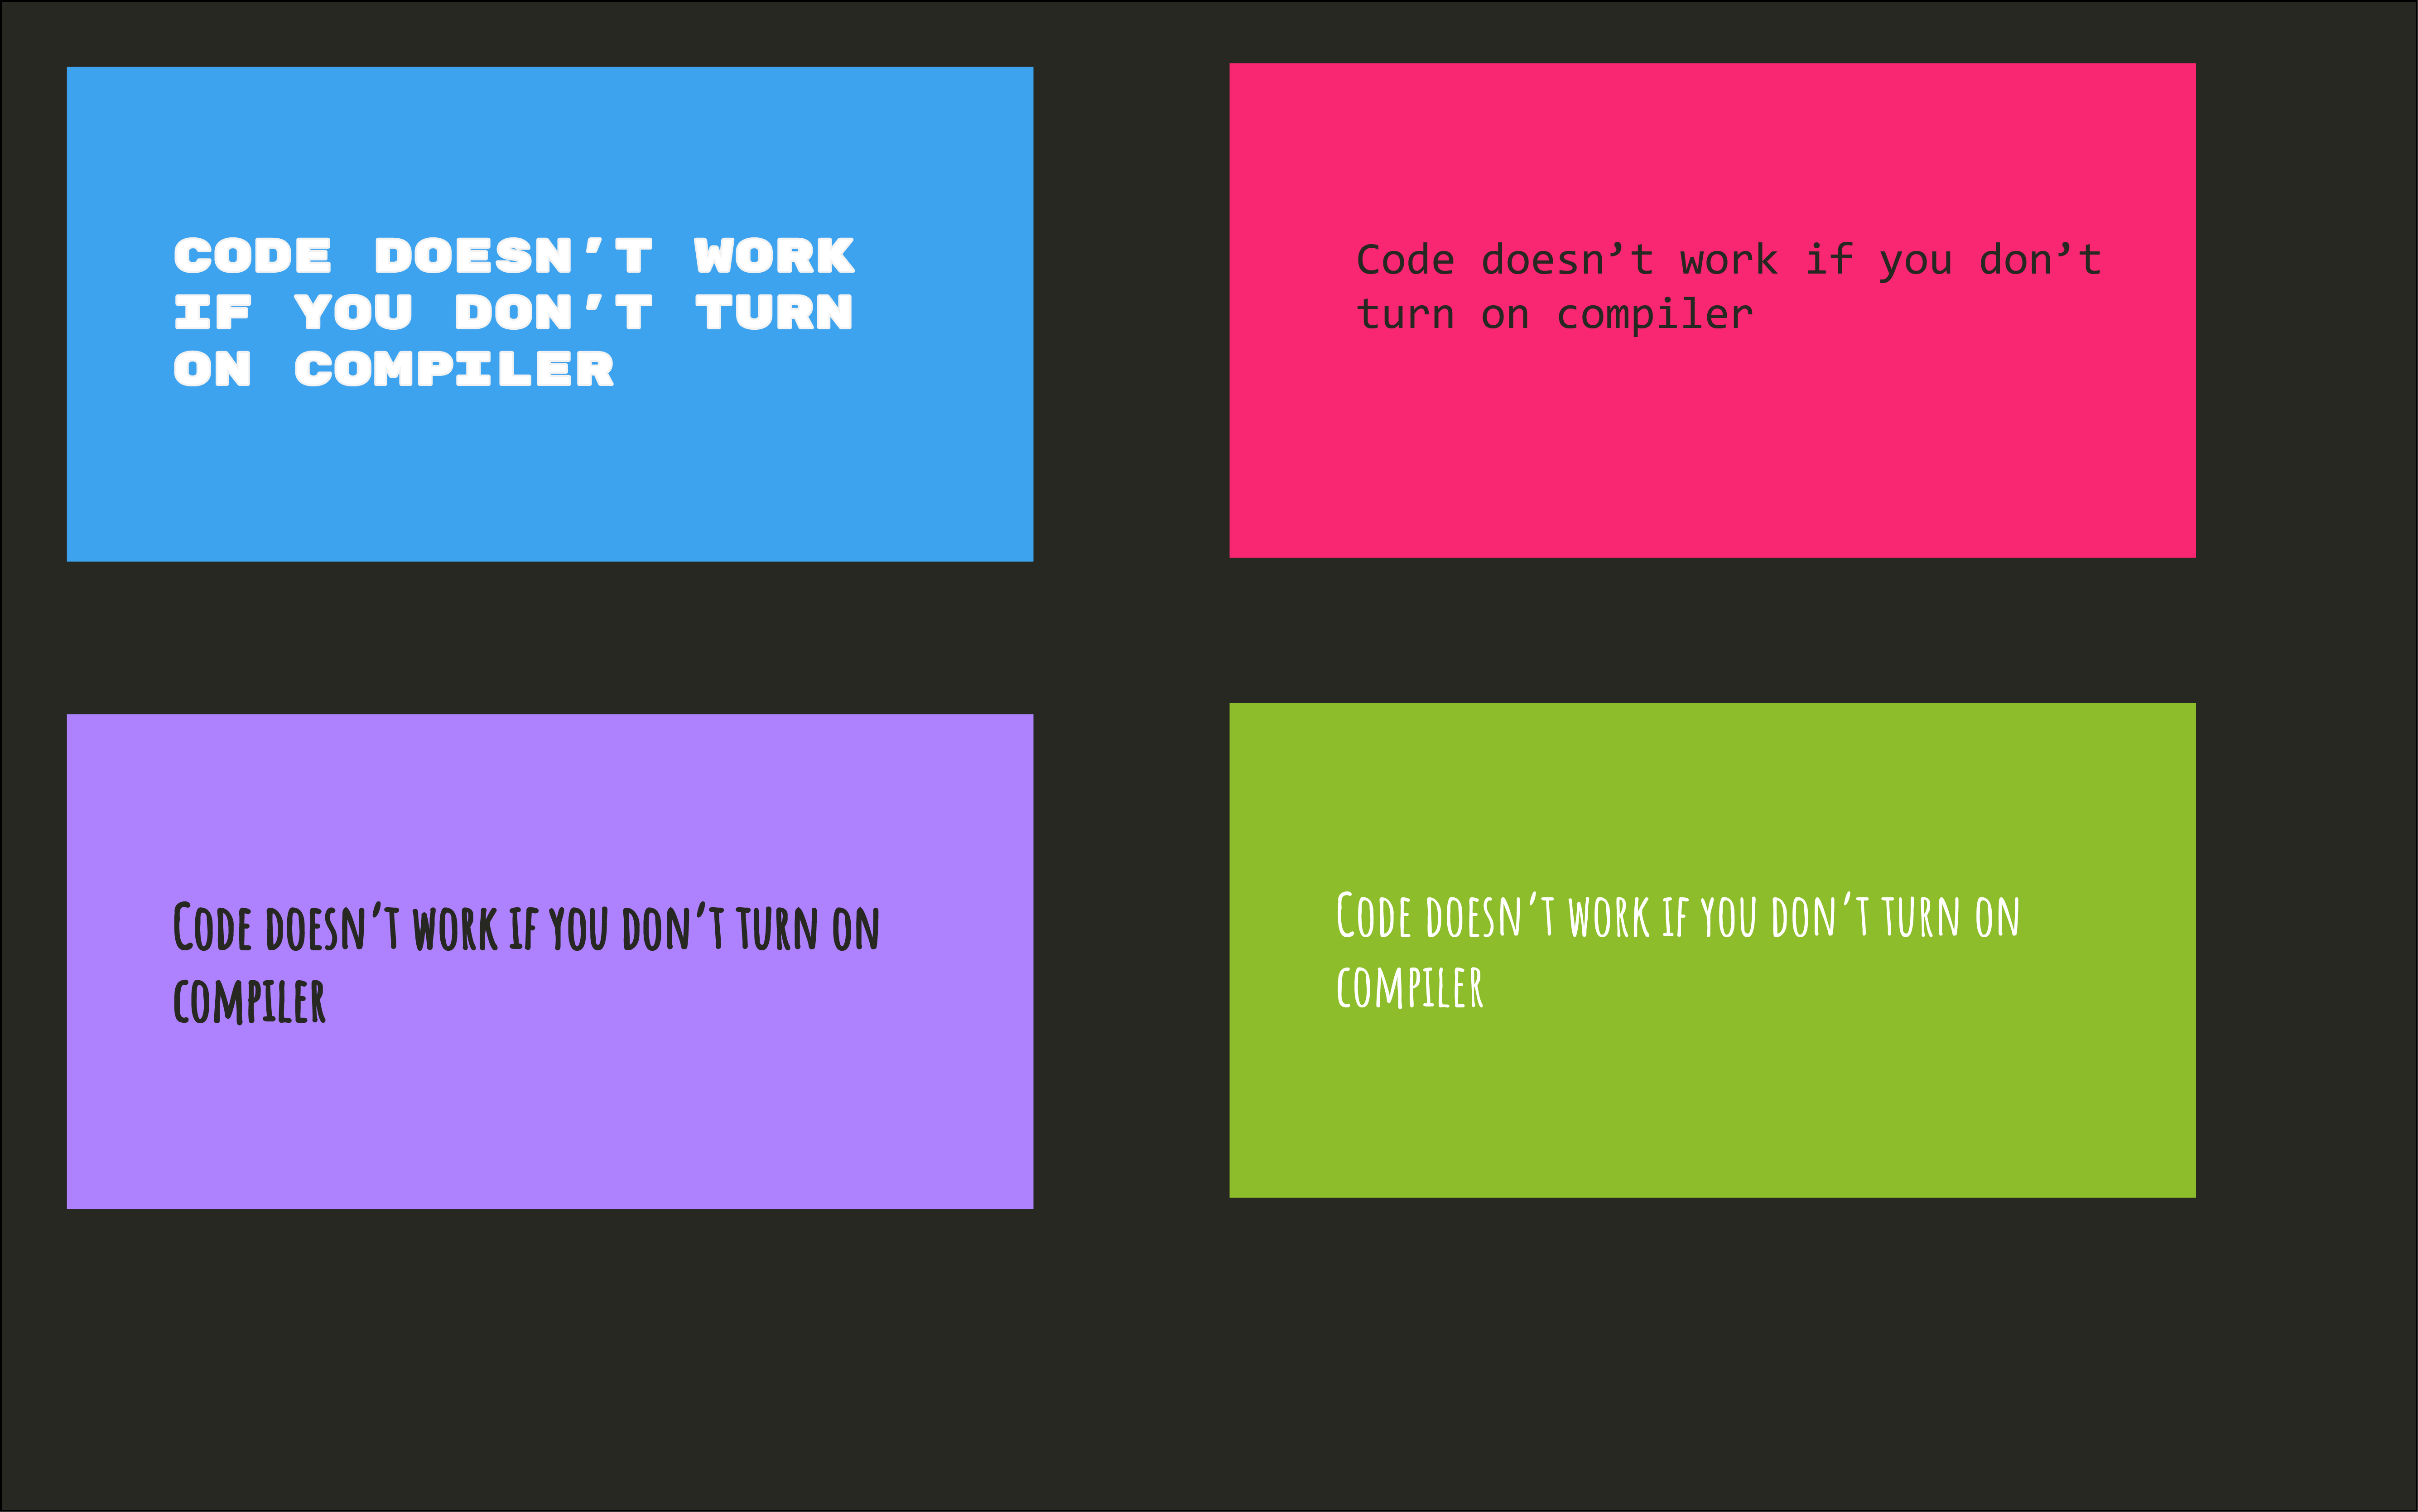 CODE DOESN’T WORK
IF YOU DON’T TURN
ON COMPILER
Code doesn’t work if you don’t
turn on compiler
Code doesn’t work if you don’t turn on
compiler
Code doesn’t work if you don’t turn on
compiler